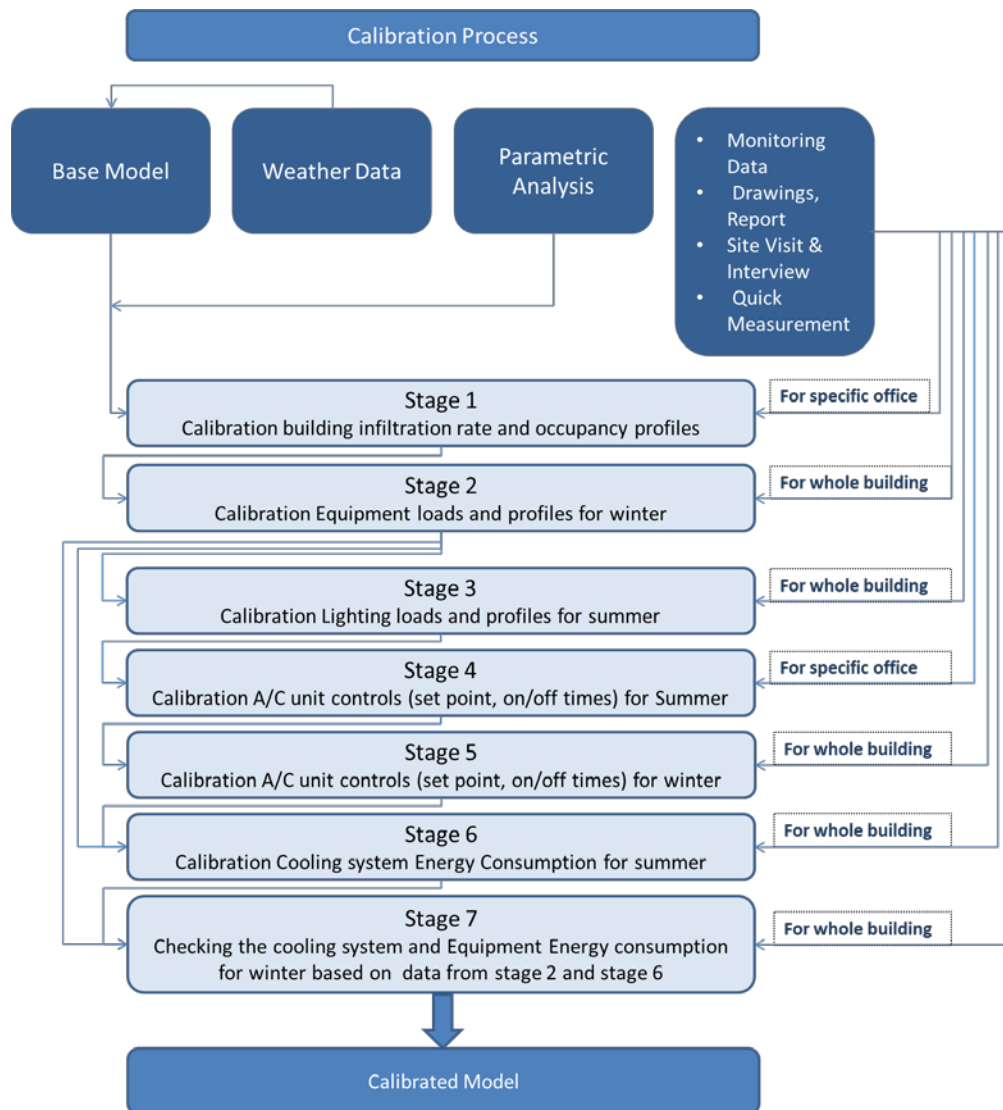 Calibration Process
Base Model
Weather Data
Parametric
Analysis
• Monitoring
Data
• Drawings,
Report
• Site Visit &
Interview
• Quick
Measurement
Stage 1
Calibration building infiltration rate and occupancy profiles
For specific office
Stage 2
Calibration Equipment loads and profiles for winter
For whole building
Stage 3
Calibration Lighting loads and profiles for summer
For whole building
Stage 4
Calibration A/C unit controls (set point, on/off times) for Summer
For specific office
Stage 5
Calibration A/C unit controls (set point, on/off times) for winter
For whole building
Stage 6
Calibration Cooling system Energy Consumption for summer
For whole building
Stage 7
Checking the cooling system and Equipment Energy consumption
for winter based on data from stage 2 and stage 6
For whole building
Calibrated Model